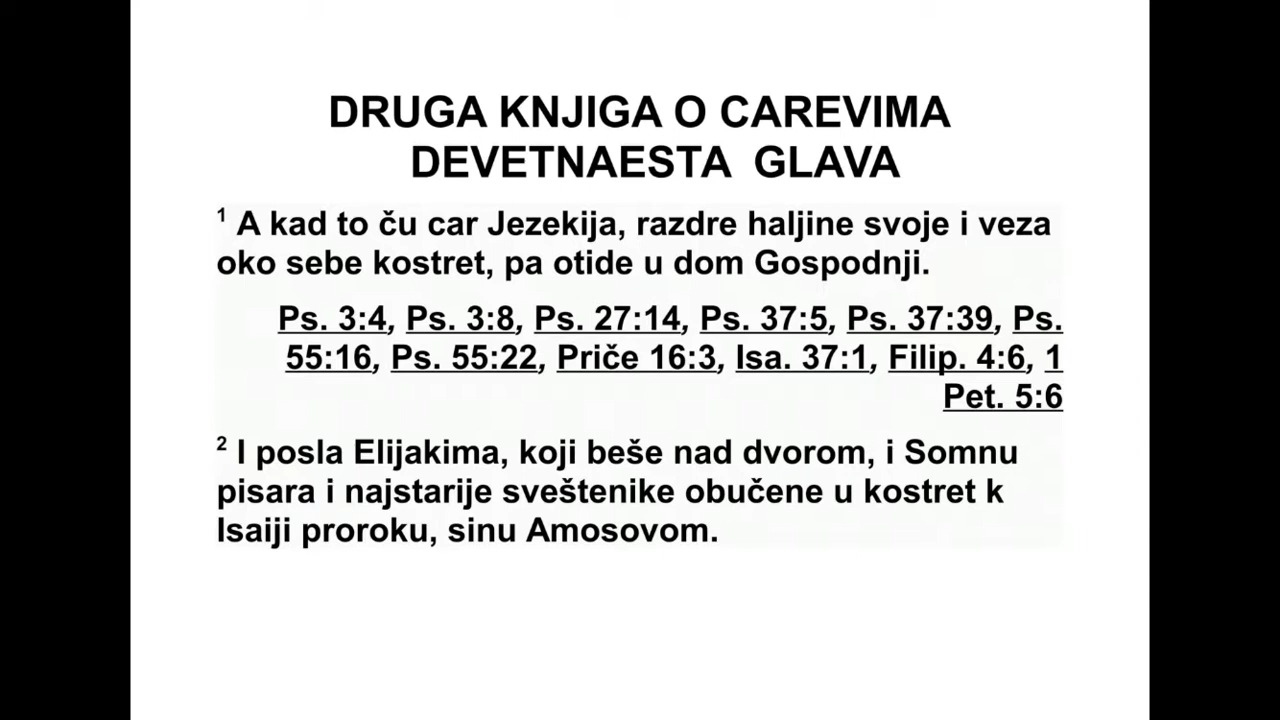 DRUGA KNJIGA O CAREVIMA
DEVETNAESTA GLAVA
1 A kad to ču car Jezekija, razdre haljine svoje i veza
oko sebe kostret, pa otide u dom Gospodnji.
Ps. 3:4, Ps. 3:8, Ps. 27:14, Ps. 37:5, Ps. 37:39, Ps.
55:16, Ps. 55:22, Priče 16:3, Isa. 37:1, Filip. 4:6, 1
Pet. 5:6
2 I posla Elijakima, koji beše nad dvorom, i Somnu
pisara i najstarije sveštenike obučene u kostret k
Isaiji proroku, sinu Amosovom.